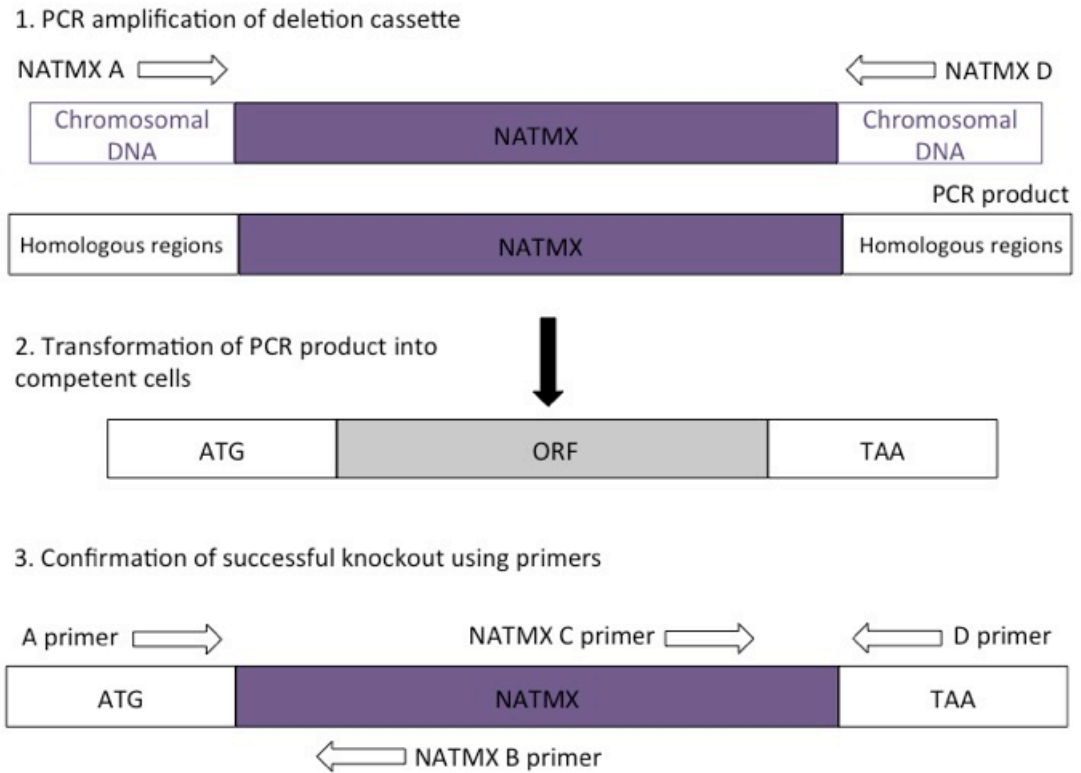 1. PCR amplification of deletion cassette
NATMX A
NATMX D
Chromosomal
DNA
NATMX
Chromosomal
DNA
PCR product
Homologous regions
NATMX
Homologous regions
2. Transformation of PCR product into
competent cells
ATG
ORF
TAA
3. Confirmation of successful knockout using primers
A primer
NATMX C primer
D primer
ATG
NATMX
TAA
NATMX B primer